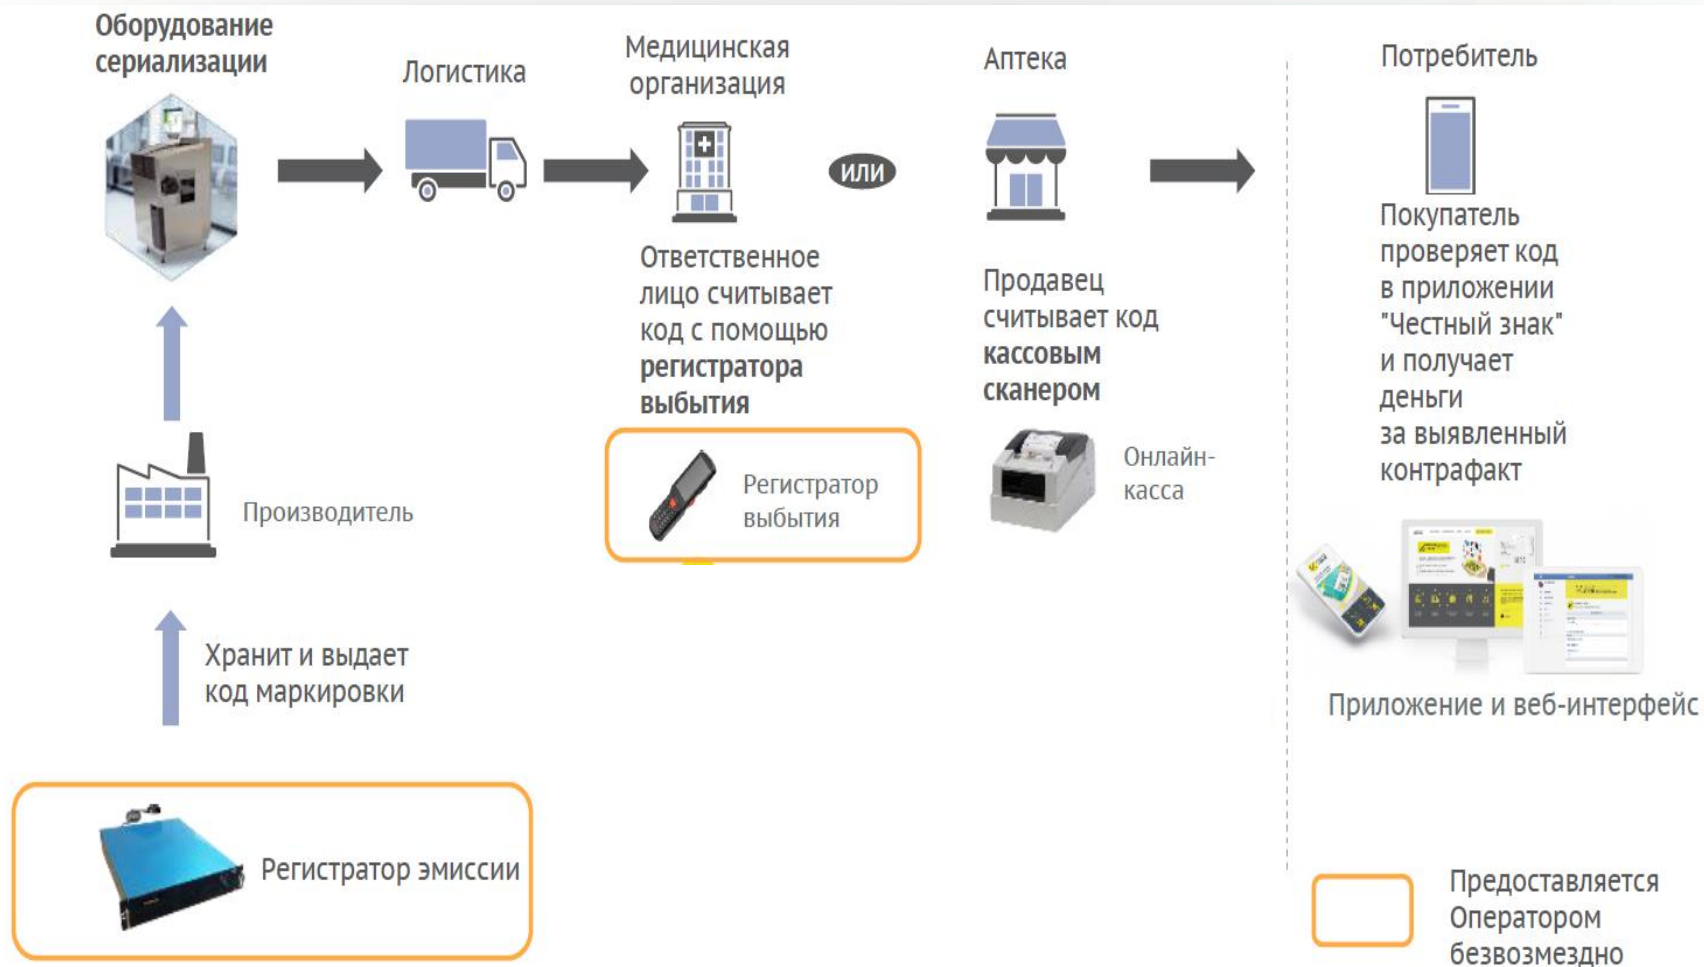 Оборудование
сериализации
Логистика
Медицинская
организация
ИЛИ
Аптека
Потребитель
Ответственное
лицо считывает
код с помощью
регистратора
выбытия
Регистратор
выбытия
Продавец
считывает код
кассовым
сканером
Онлайн-
касса
Покупатель
проверяет код
в приложении
"Честный знак"
и получает
деньги
за выявленный
контрафакт
Приложение и веб-интерфейс
Производитель
Хранит и выдает
код маркировки
Регистратор эмиссии
Предоставляется
Оператором
безвозмездно